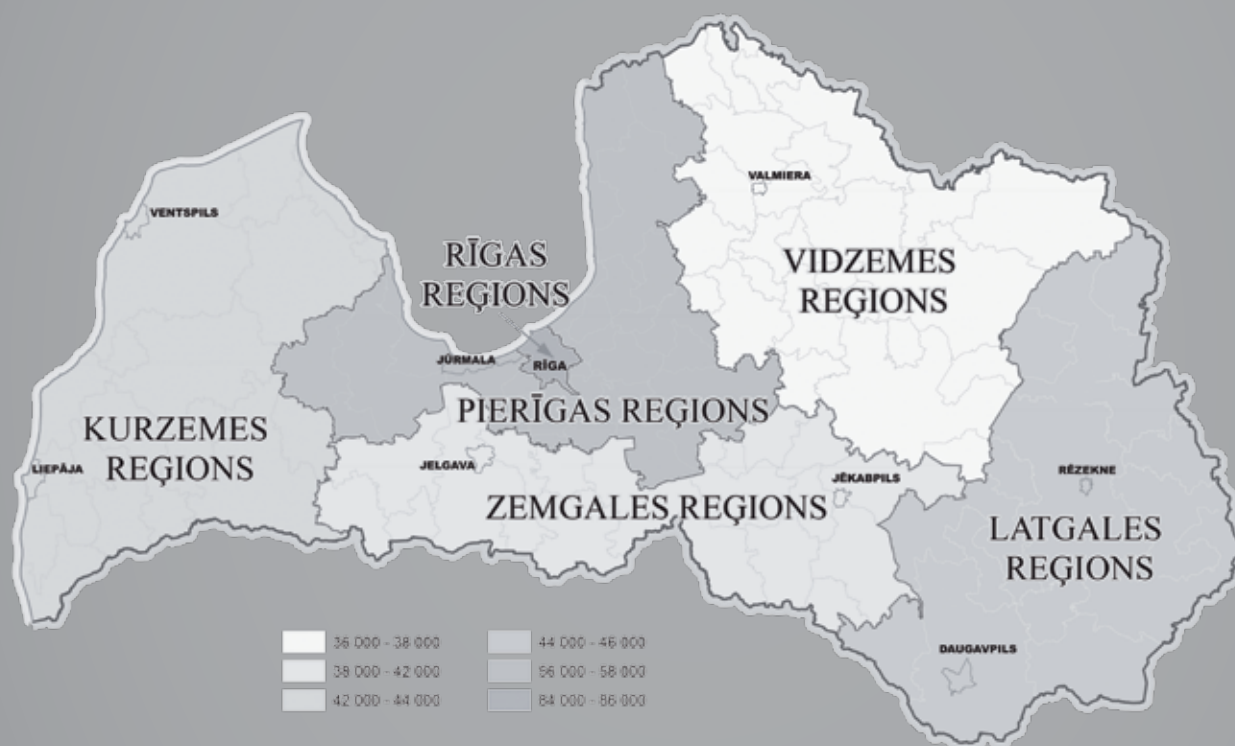 VALMIERA
VENTSPILS
RĪGAS
REĢIONS
VIDZEMES
REĢIONS
JŪRMALA
RĪGA
PIERĪGAS REĢIONS
KURZEMES
REĢIONS
LIEPĀJA
JELGAVA
RĒZEKNE
JĒKABPILS
ZEMGALES REĢIONS
LATGALES
REĢIONS
DAUGAVPILS
36 000 - 38 000
38 000 - 42 000
42 000 - 44 000
44 000 - 46 000
56 000 - 58 000
84 000 - 86 000